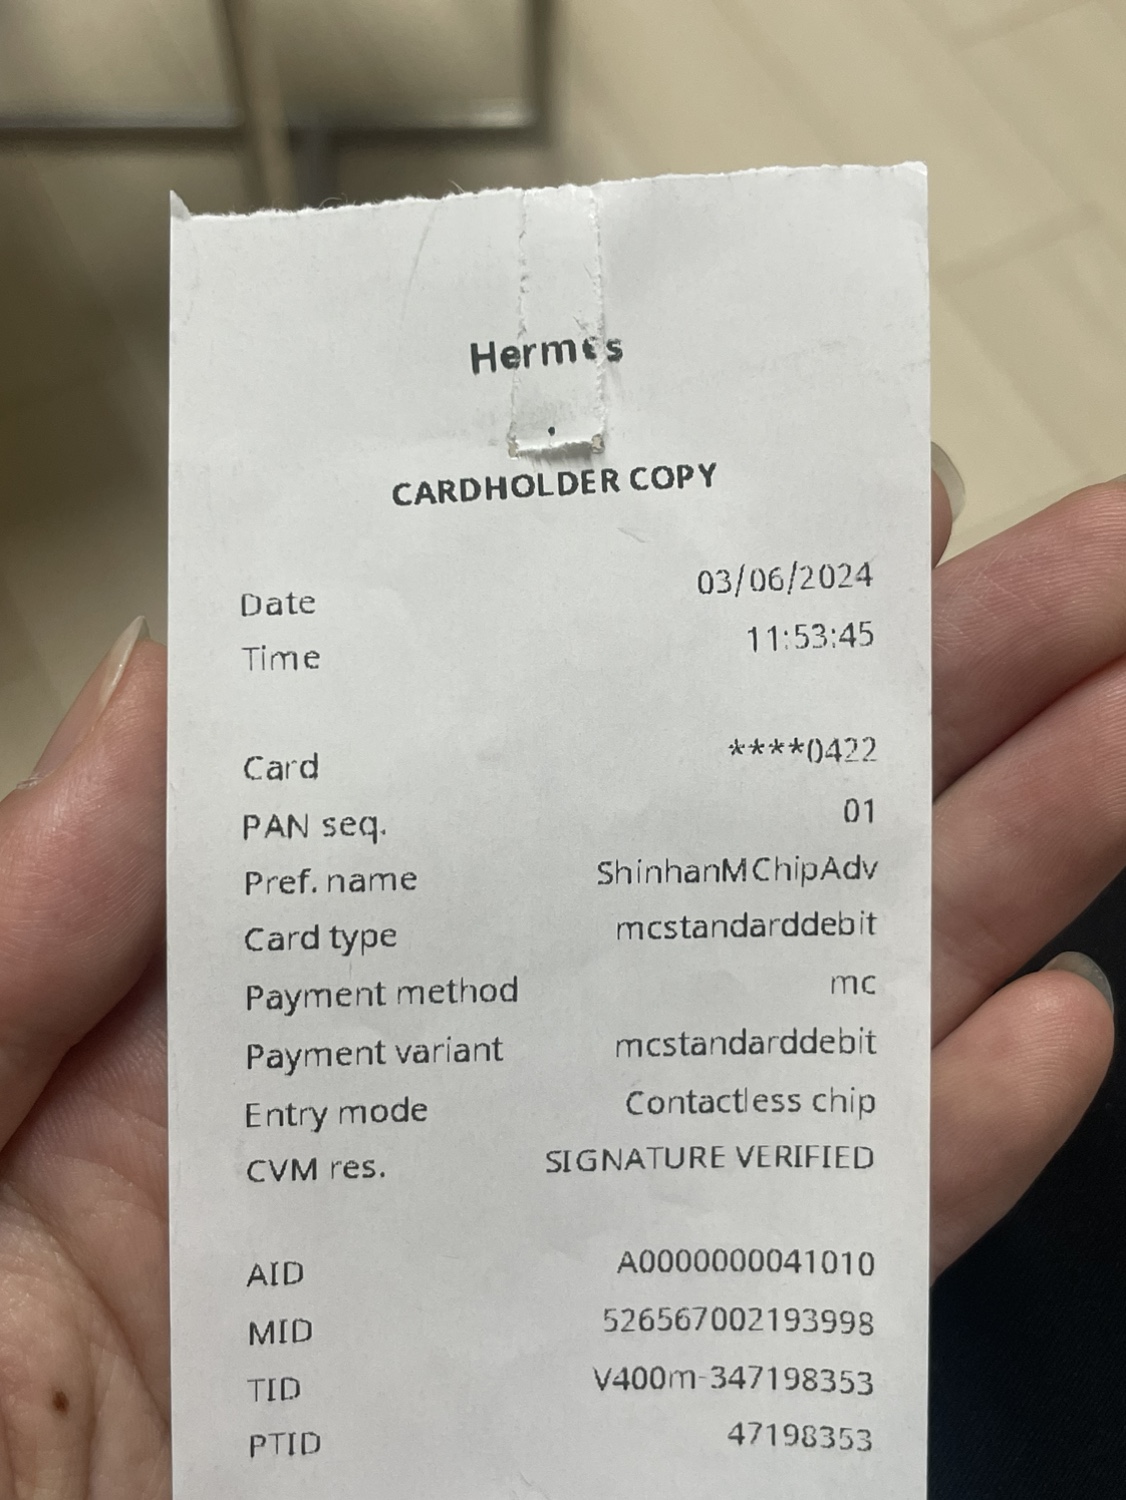 Hermes
CARDHOLDER COPY
Date 03/06/2024
Time 11:53:45
Card ****0422
PAN seq. 01
Pref. name ShinhanMChipAdv
Card type mcstandarddebit
Payment method mc
Payment variant mcstandarddebit
Entry mode Contactless chip
CVM res. SIGNATURE VERIFIED
AID A0000000041010
MID 526567002193998
TID V400m-347198353
PTID 47198353